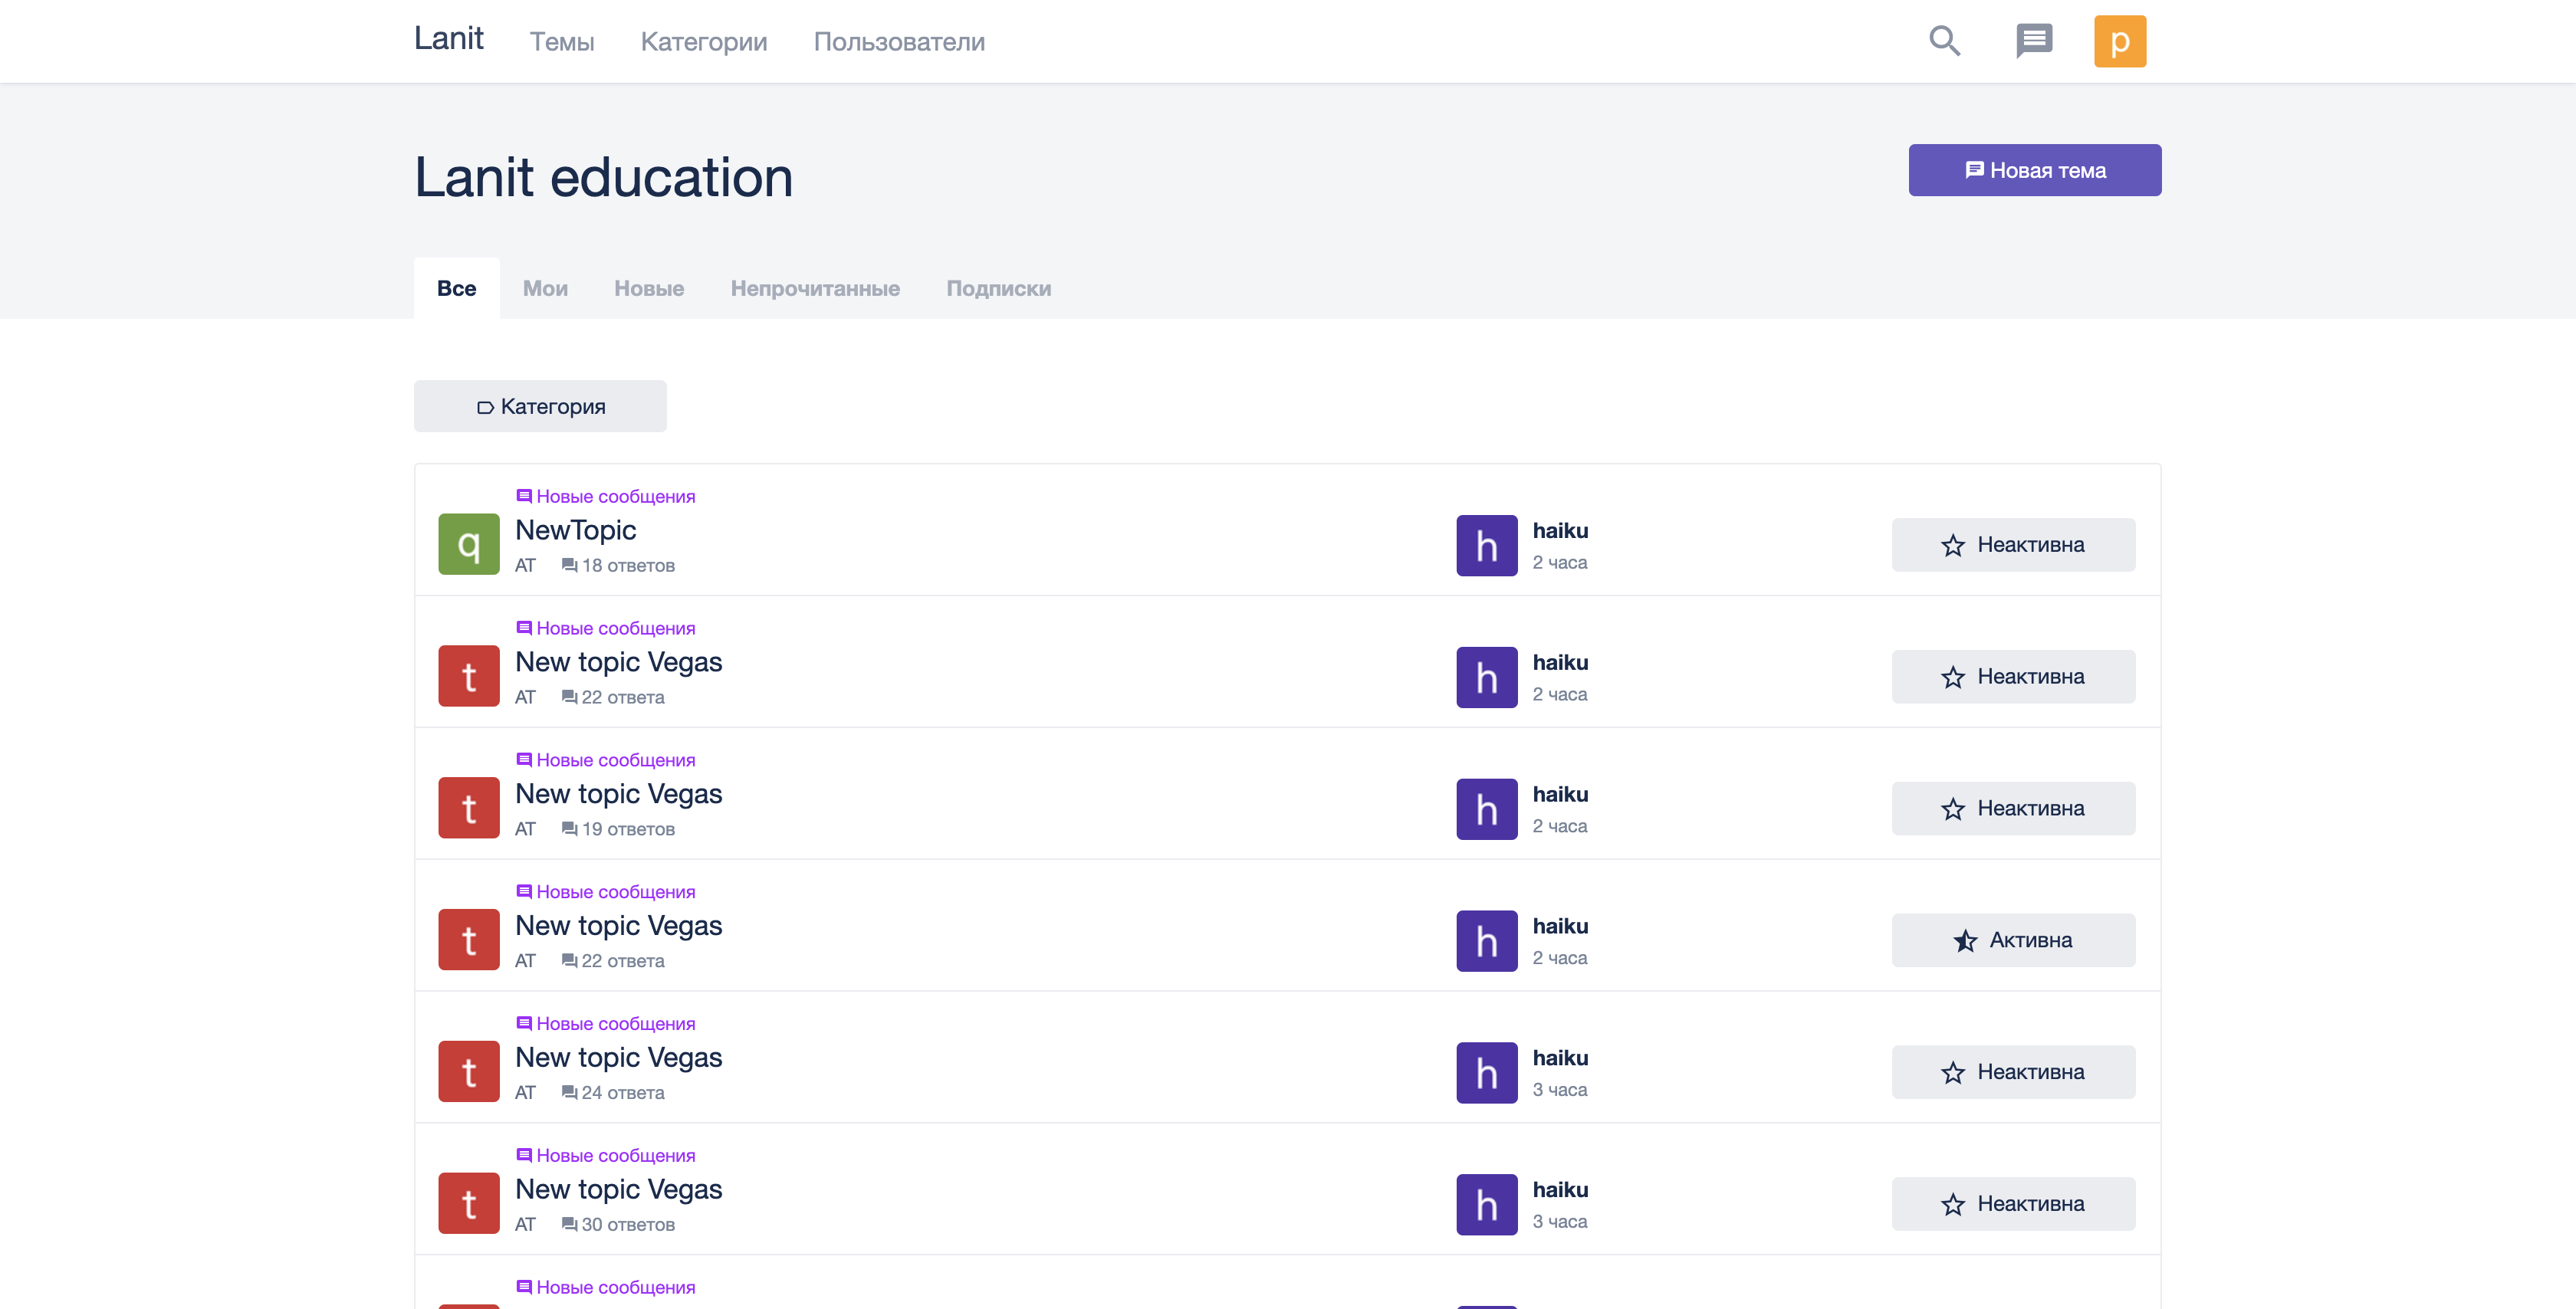 Lanit Темы Категории Пользователи p
Lanit education
Новая тема
Все Мои Новые Непрочитанные Подписки
Категория
Новые сообщения
q NewTopic
AT 18 ответов
h haiku
2 часа
Неактивна
Новые сообщения
t New topic Vegas
AT 22 ответа
h haiku
2 часа
Неактивна
Новые сообщения
t New topic Vegas
AT 19 ответов
h haiku
2 часа
Неактивна
Новые сообщения
t New topic Vegas
AT 22 ответа
h haiku
2 часа
Активна
Новые сообщения
t New topic Vegas
AT 24 ответа
h haiku
3 часа
Неактивна
Новые сообщения
t New topic Vegas
AT 30 ответов
h haiku
3 часа
Неактивна
Новые сообщения